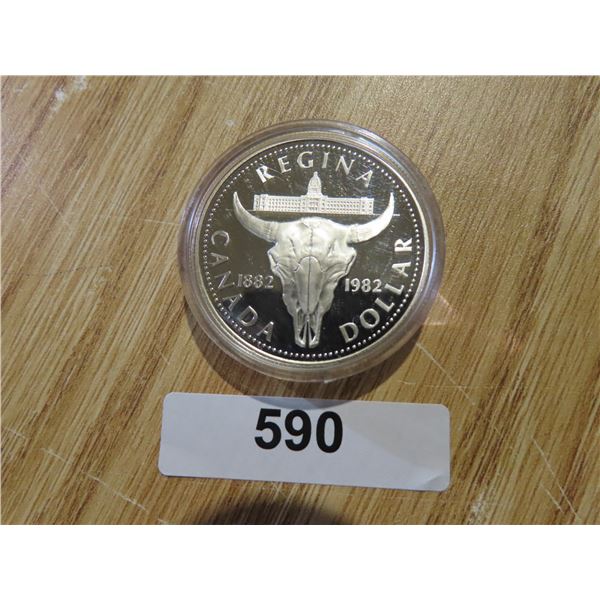 REGINA
CANADA
1882 1982
DOLLAR
590